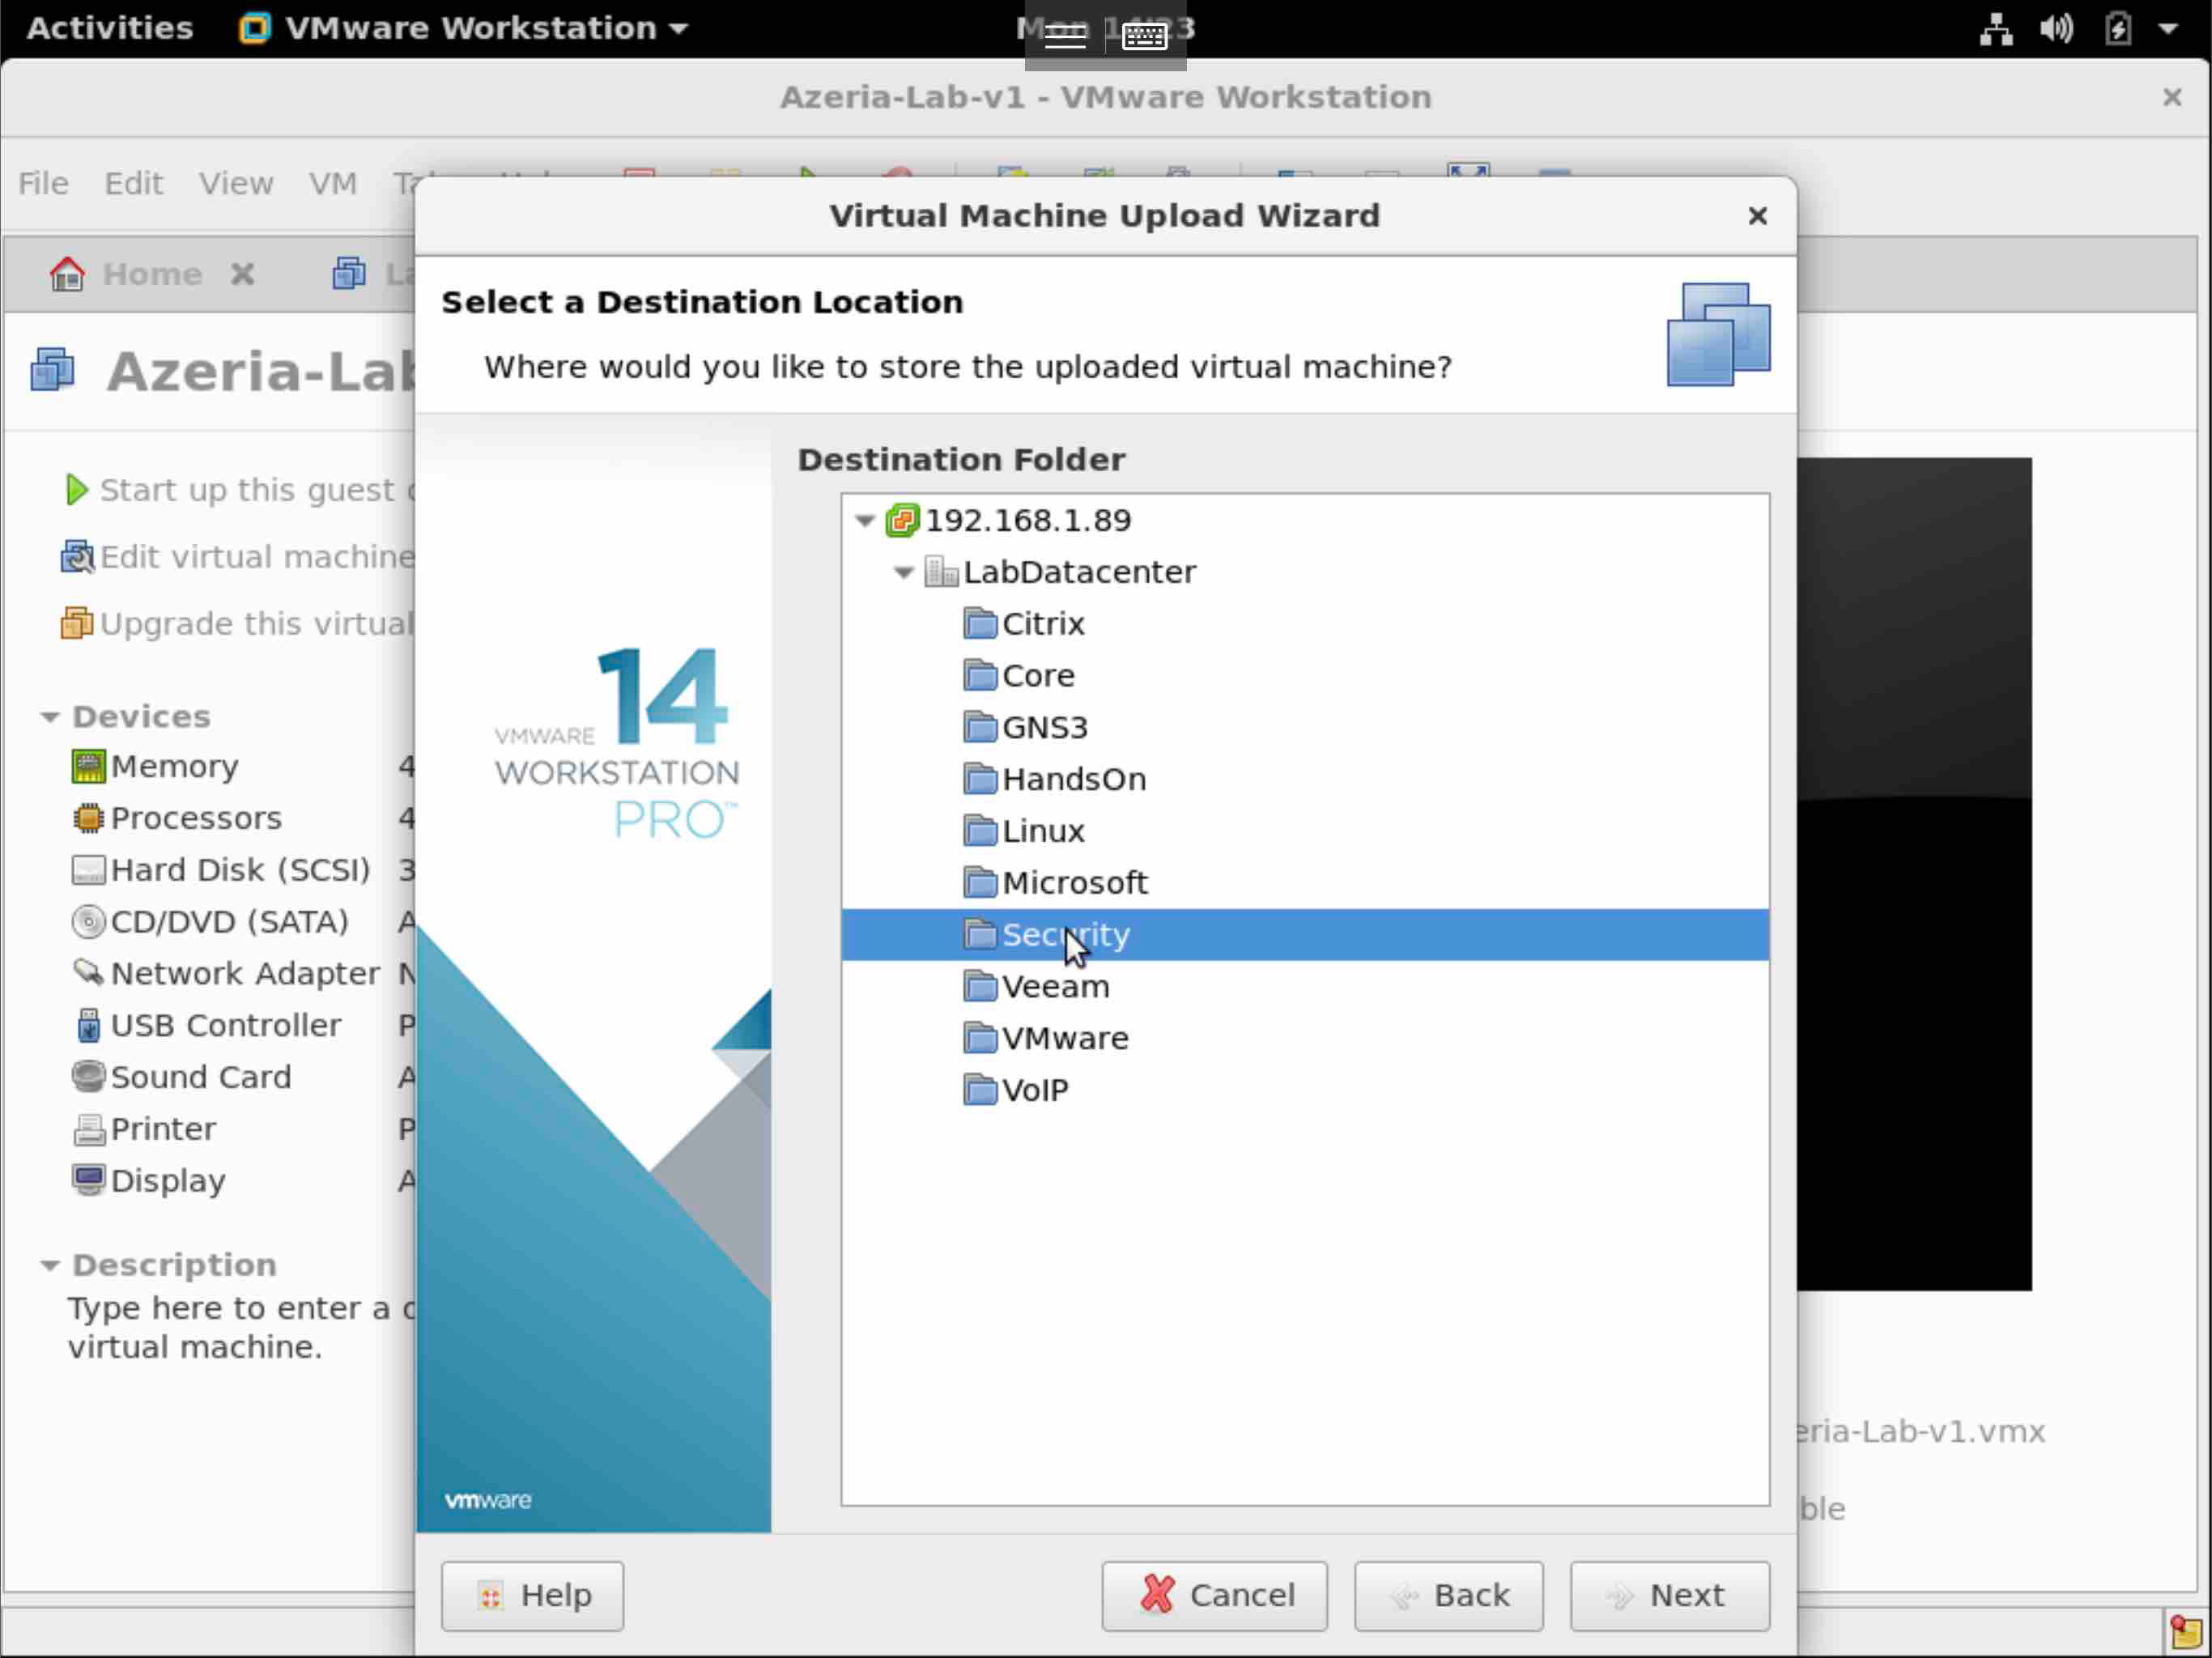 Activities VMware Workstation
Azeria-Lab-v1 - VMware Workstation
File Edit View VM
Virtual Machine Upload Wizard
Home
Select a Destination Location
Where would you like to store the uploaded virtual machine?
Azeria-Lab
Start up this guest
Edit virtual machine
Upgrade this virtual
Devices
Memory 4
Processors 4
Hard Disk (SCSI) 3
CD/DVD (SATA) A
Network Adapter N
USB Controller P
Sound Card A
Printer P
Display A
Description
Type here to enter a
virtual machine.
14
VMWARE
WORKSTATION
PRO™
vmware
Destination Folder
192.168.1.89
LabDatacenter
Citrix
Core
GNS3
HandsOn
Linux
Microsoft
Security
Veeam
VMware
VoIP
eria-Lab-v1.vmx
ble
Help Cancel Back Next